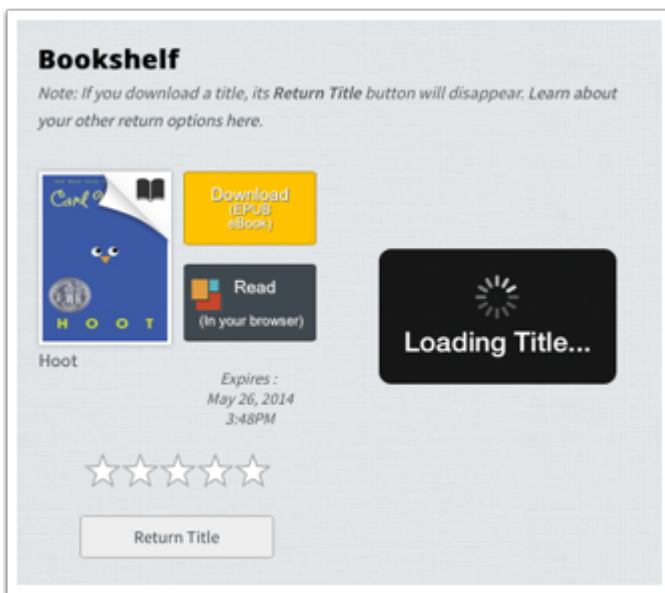 Bookshelf
Note: If you download a title, its Return Title button will disappear. Learn about
your other return options here.
Carl
HOOT
Download
(EPUB
eBook)
Read
(In your browser)
Loading Title...
Hoot
Expires :
May 26, 2014
3:48PM
Return Title